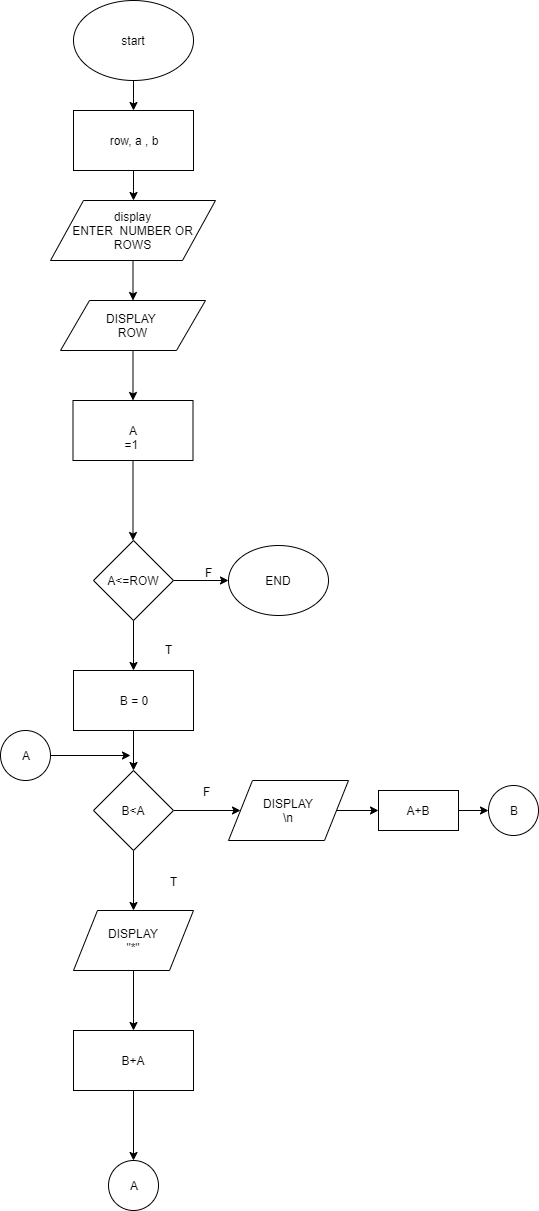 start
row, a , b
display
ENTER  NUMBER OR
ROWS
DISPLAY
ROW
A
=1
A<=ROW
F
END
T
B = 0
A
B<A
F
DISPLAY
\n
A+B
B
T
DISPLAY
"*"
B+A
A